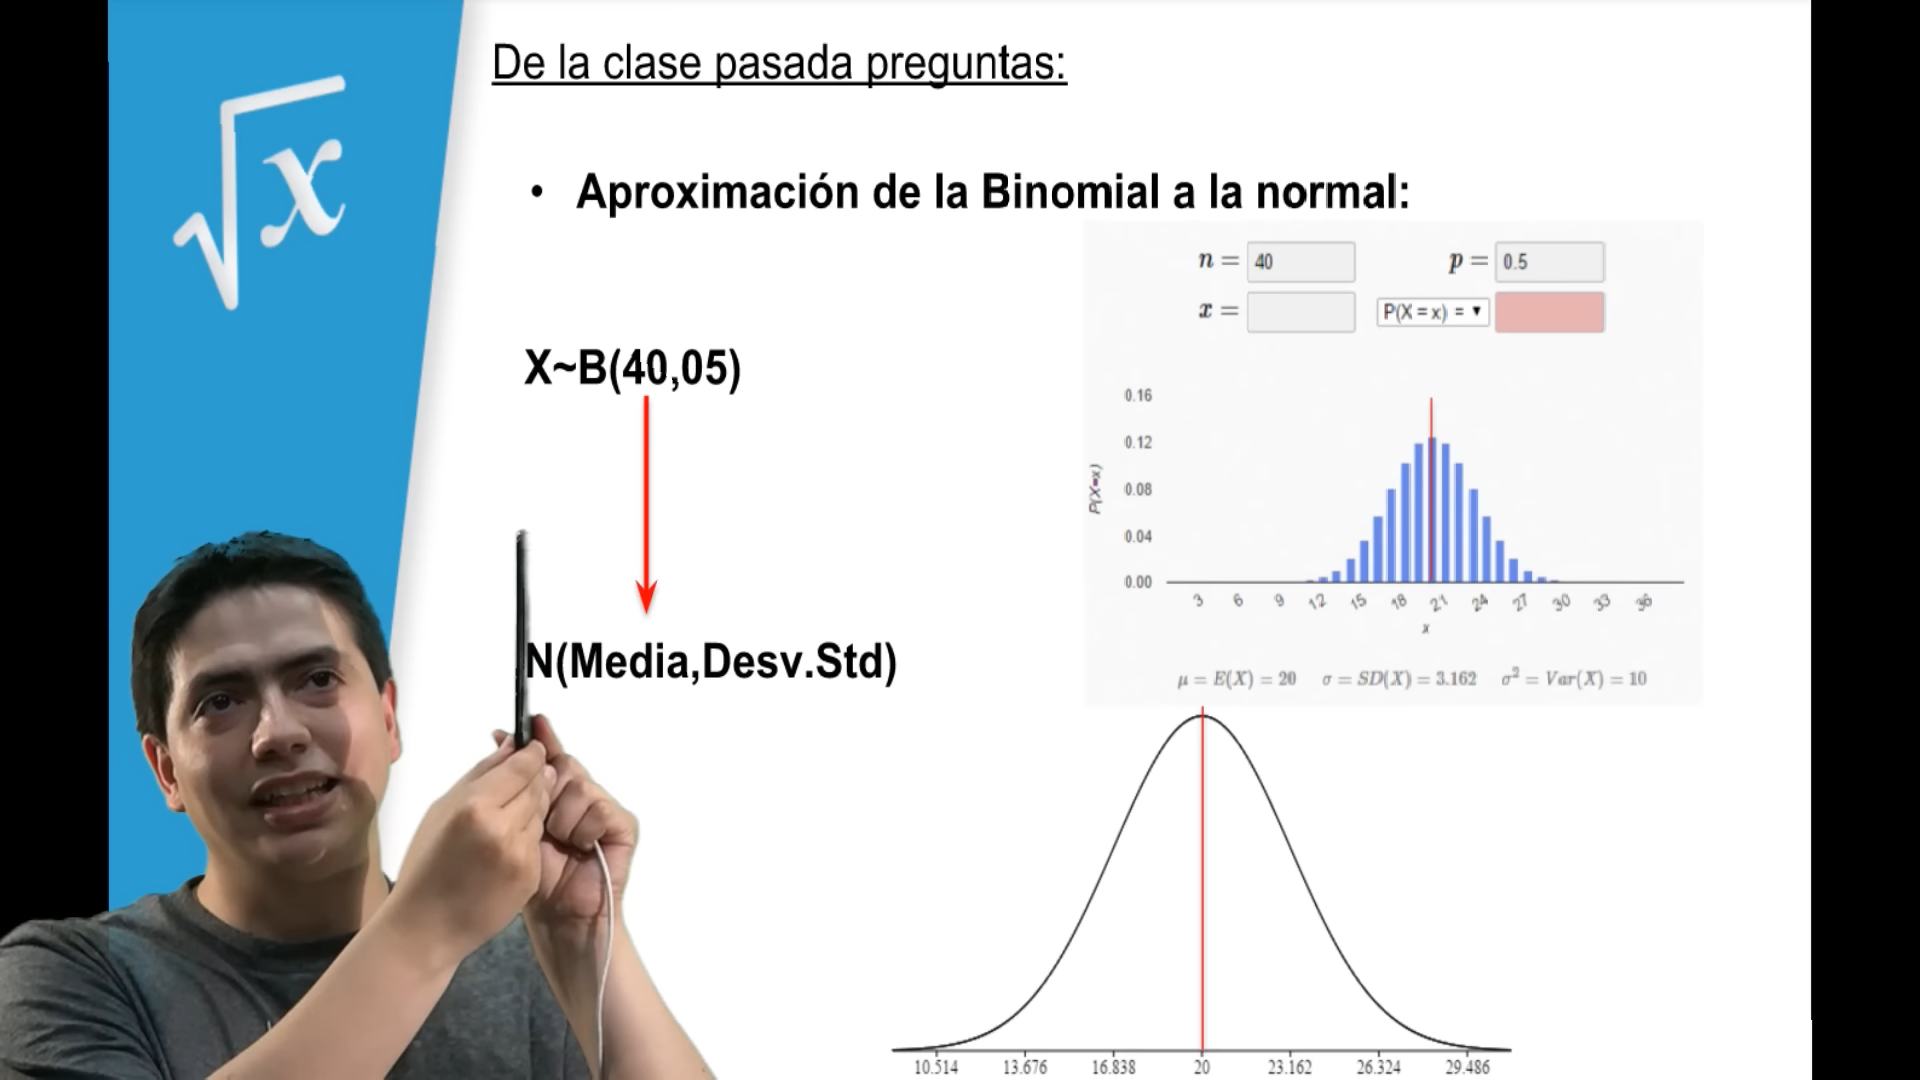 √x
De la clase pasada preguntas:
• Aproximación de la Binomial a la normal:
n = 40 p = 0.5
x = P(X = x) = ▼
X~B(40,05)
0.16
0.12
0.08
0.04
0.00
P(X=x)
3 6 9 12 15 18 21 24 27 30 33 36
x
N(Media,Desv.Std)
μ = E(X) = 20 σ = SD(X) = 3.162 σ² = Var(X) = 10
10.514 13.676 16.838 20 23.162 26.324 29.486